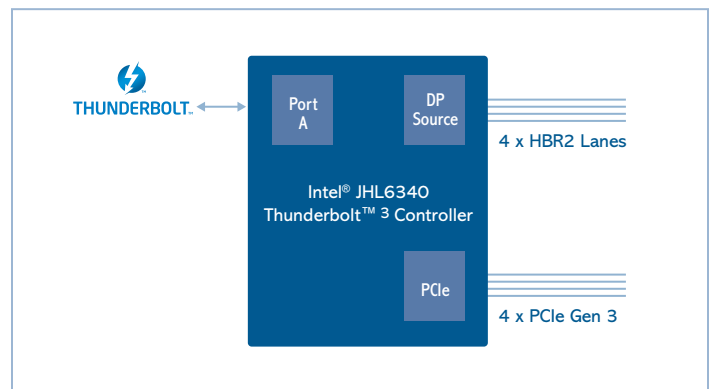 THUNDERBOLT™
Port
A
DP
Source
4 x HBR2 Lanes
Intel® JHL6340
Thunderbolt™ 3 Controller
PCIe
4 x PCIe Gen 3